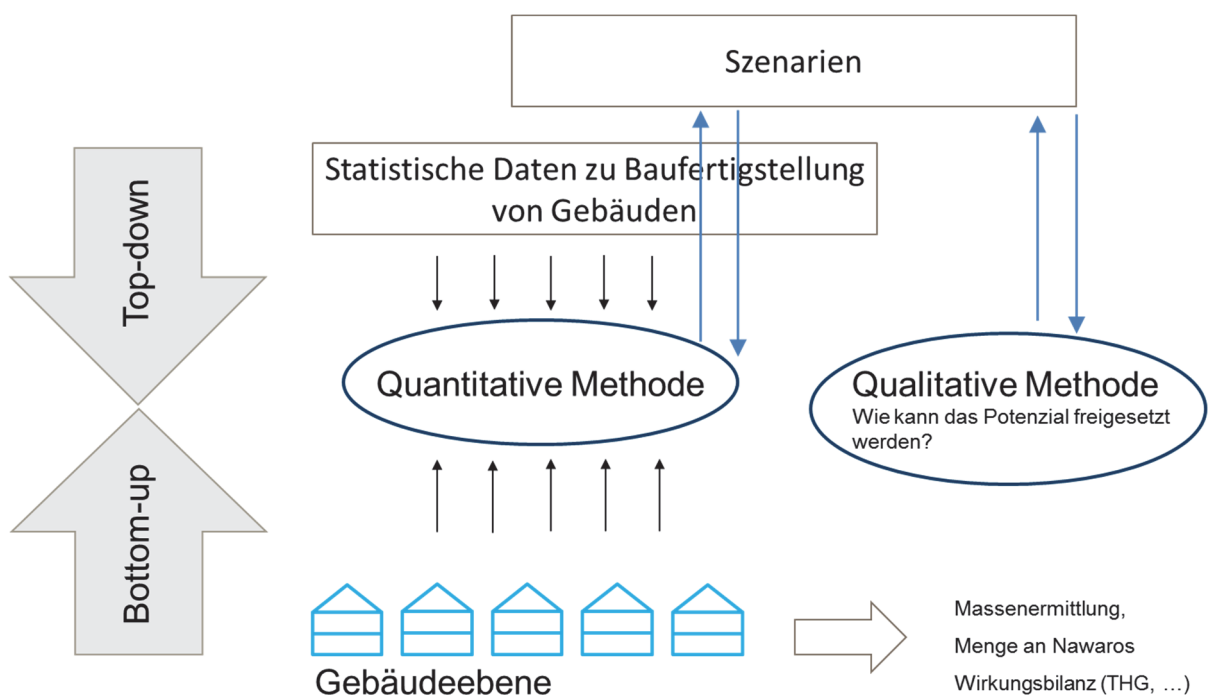 Szenarien
Top-down
Statistische Daten zu Baufertigstellung
von Gebäuden
Quantitative Methode
Qualitative Methode
Wie kann das Potenzial freigesetzt
werden?
Bottom-up
Gebäudeebene
Massenermittlung,
Menge an Nawaros
Wirkungsbilanz (THG, …)